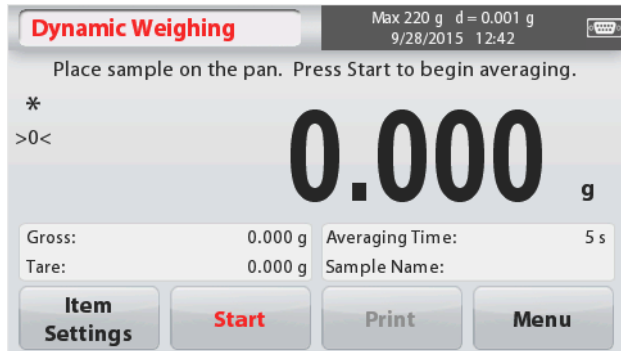 Dynamic Weighing
Max 220 g d = 0.001 g
9/28/2015 12:42
Place sample on the pan. Press Start to begin averaging.
*
>0<
0.000 g
Gross: 0.000 g
Tare: 0.000 g
Averaging Time: 5 s
Sample Name:
Item
Settings
Start
Print
Menu